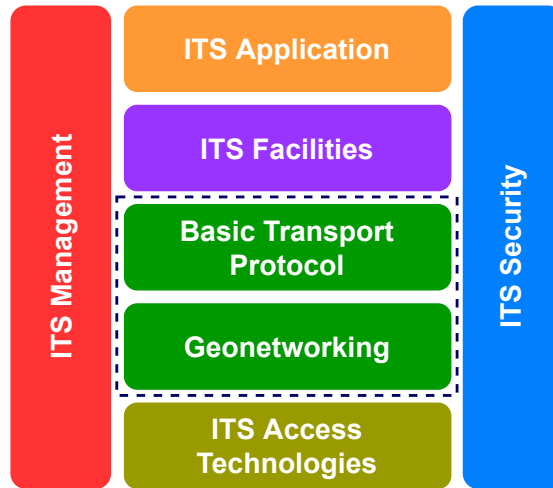 ITS Management
ITS Application
ITS Facilities
Basic Transport
Protocol
Geonetworking
ITS Access
Technologies
ITS Security